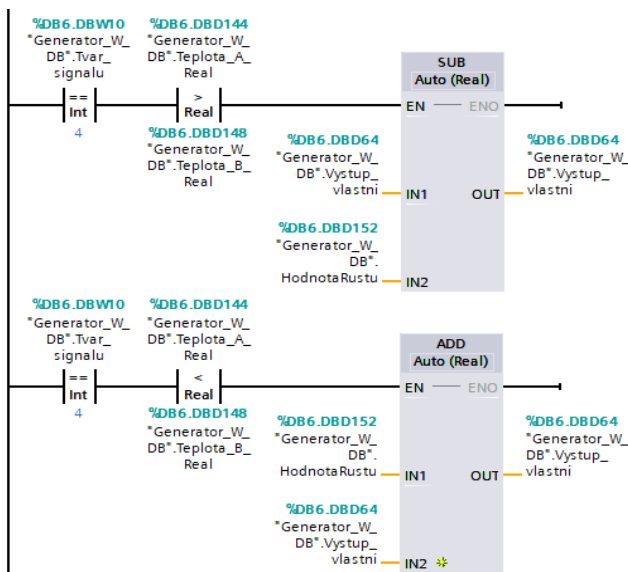 %DB6.DBW10 %DB6.DBD144
"Generator_W_ "Generator_W_
DB".Tvar_ DB".Teplota_A_
signalu Real
SUB
Auto (Real)
== >
Int Real
EN ENO
4 %DB6.DBD148
"Generator_W_
DB".Teplota_B_
Real
%DB6.DBD64 %DB6.DBD64
"Generator_W_ "Generator_W_
DB".Vystup_ DB".Vystup_
vlastni IN1 OUT vlastni
%DB6.DBD152
"Generator_W_
DB".
HodnotaRustu IN2
%DB6.DBW10 %DB6.DBD144
"Generator_W_ "Generator_W_
DB".Tvar_ DB".Teplota_A_
signalu Real
ADD
Auto (Real)
== <
Int Real
EN ENO
4 %DB6.DBD148
"Generator_W_
DB".Teplota_B_
Real
%DB6.DBD152 %DB6.DBD64
"Generator_W_ "Generator_W_
DB". DB".Vystup_
HodnotaRustu IN1 OUT vlastni
%DB6.DBD64
"Generator_W_
DB".Vystup_
vlastni IN2